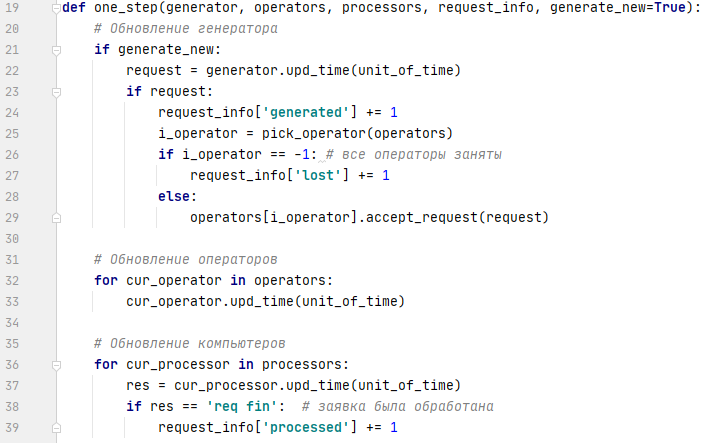 19 def one_step(generator, operators, processors, request_info, generate_new=True):
20     # Обновление генератора
21     if generate_new:
22         request = generator.upd_time(unit_of_time)
23         if request:
24             request_info['generated'] += 1
25             i_operator = pick_operator(operators)
26             if i_operator == -1: # все операторы заняты
27                 request_info['lost'] += 1
28             else:
29                 operators[i_operator].accept_request(request)
30
31     # Обновление операторов
32     for cur_operator in operators:
33         cur_operator.upd_time(unit_of_time)
34
35     # Обновление компьютеров
36     for cur_processor in processors:
37         res = cur_processor.upd_time(unit_of_time)
38         if res == 'req fin':  # заявка была обработана
39             request_info['processed'] += 1